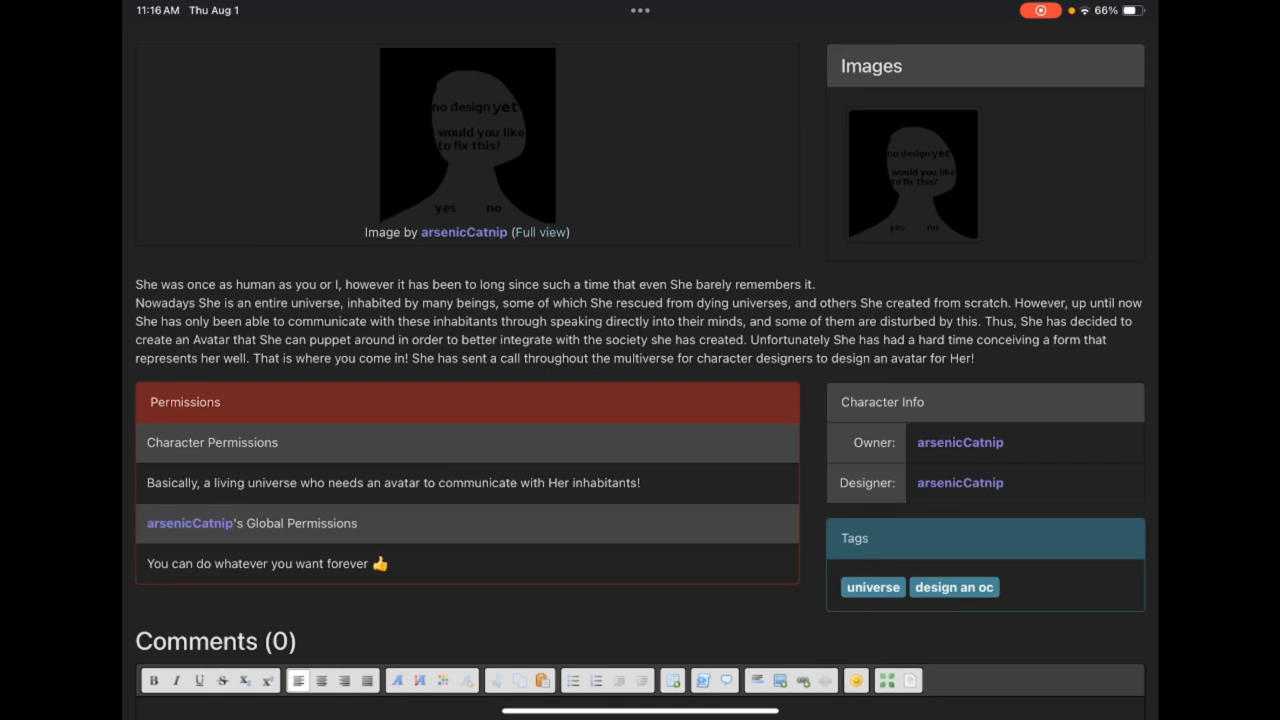 11:16 AM Thu Aug 1
66%
no design yet
would you like
to fix this?
yes no
Image by arsenicCatnip (Full view)
Images
no design yet
would you like
to fix this?
yes no
She was once as human as you or I, however it has been to long since such a time that even She barely remembers it.
Nowadays She is an entire universe, inhabited by many beings, some of which She rescued from dying universes, and others She created from scratch. However, up until now
She has only been able to communicate with these inhabitants through speaking directly into their minds, and some of them are disturbed by this. Thus, She has decided to
create an Avatar that She can puppet around in order to better integrate with the society she has created. Unfortunately She has had a hard time conceiving a form that
represents her well. That is where you come in! She has sent a call throughout the multiverse for character designers to design an avatar for Her!
Permissions
Character Permissions
Basically, a living universe who needs an avatar to communicate with Her inhabitants!
arsenicCatnip's Global Permissions
You can do whatever you want forever 👍
Character Info
Owner: arsenicCatnip
Designer: arsenicCatnip
Tags
universe design an oc
Comments (0)
B I U S X₂ X²